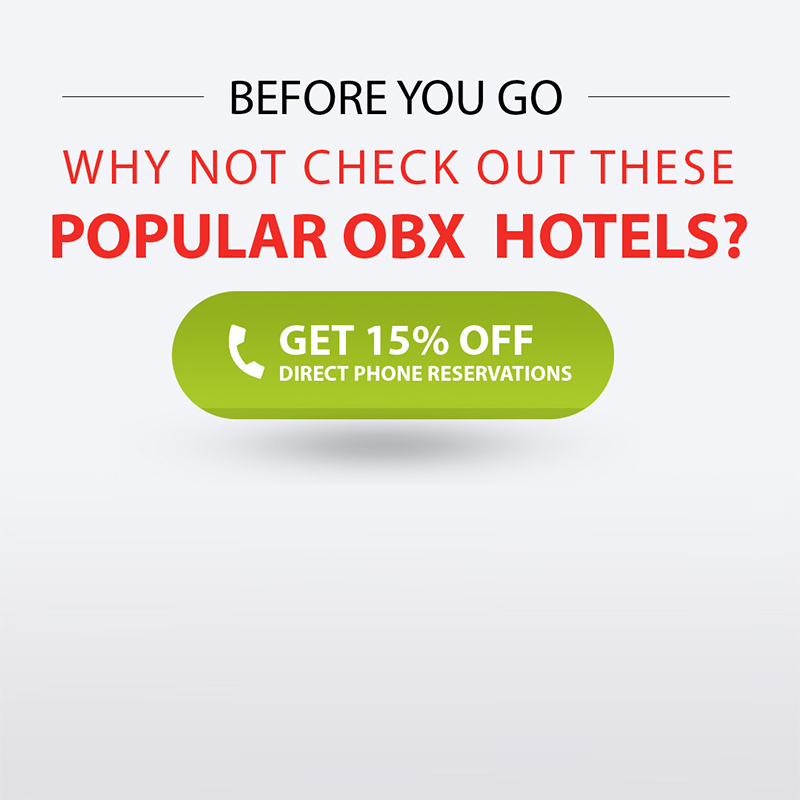 BEFORE YOU GO
WHY NOT CHECK OUT THESE
POPULAR OBX HOTELS?
GET 15% OFF
DIRECT PHONE RESERVATIONS